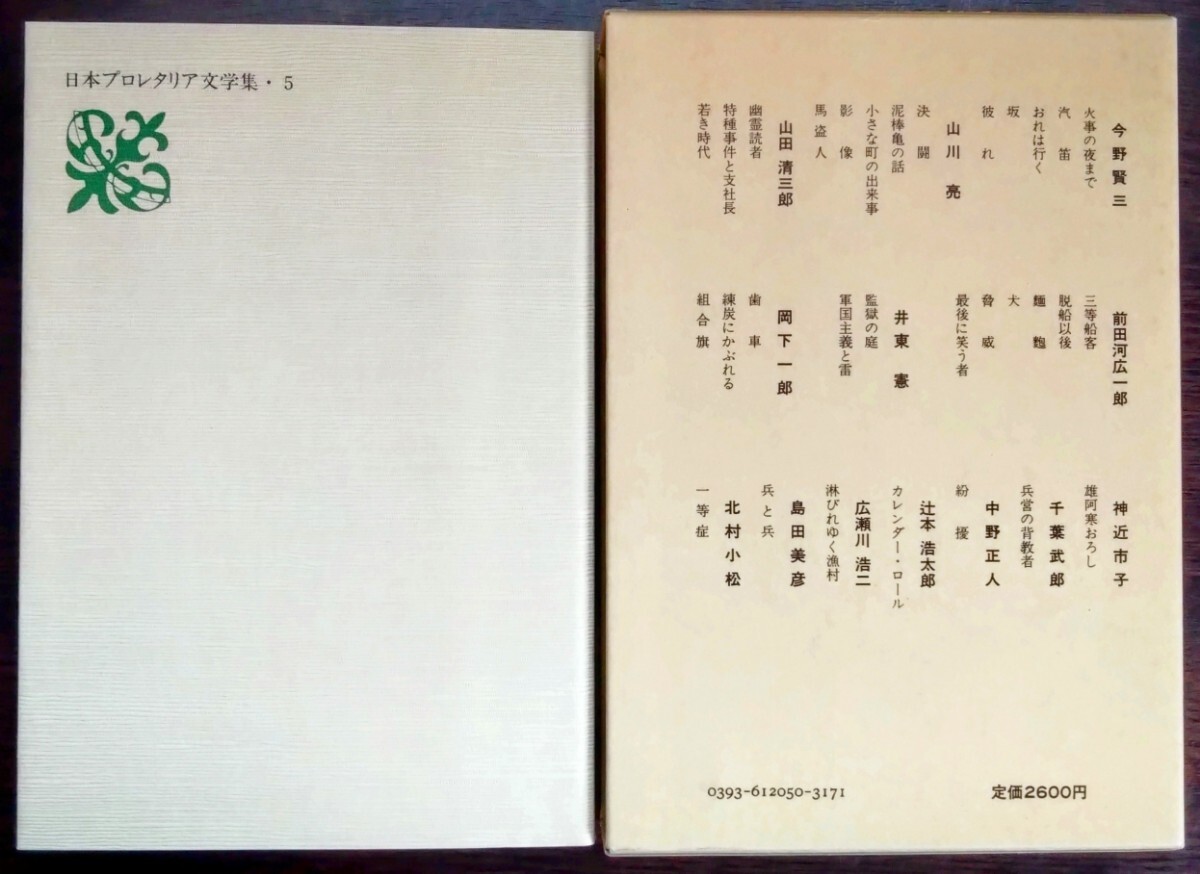 日本プロレタリア文学集・5
今野賢三
火事の夜まで
汽笛
おれは行く
坂
彼れ
山川亮
決闘
泥棒亀の話
小さな町の出来事
影像
馬盗人
山田清三郎
幽霊読者
特種事件と支社長
若き時代
前田河広一郎
三等船客
脱船以後
麺麭
犬
脅威
最後に笑う者
井東憲
監獄の庭
軍国主義と雷
岡下一郎
歯車
練炭にかぶれる
組合旗
神近市子
雄阿寒おろし
千葉武郎
兵営の背教者
中野正人
紛擾
辻本浩太郎
カレンダー・ロール
広瀬川浩二
淋びれゆく漁村
島田美彦
兵と兵
北村小松
一等症
0393-612050-3171
定価2600円